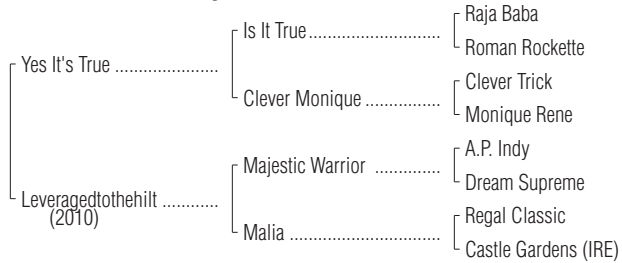 Raja Baba
Is It True
Roman Rockette
Yes It's True
Clever Trick
Clever Monique
Monique Rene
A.P. Indy
Majestic Warrior
Dream Supreme
Leveragedtothehilt
(2010)
Regal Classic
Malia
Castle Gardens (IRE)